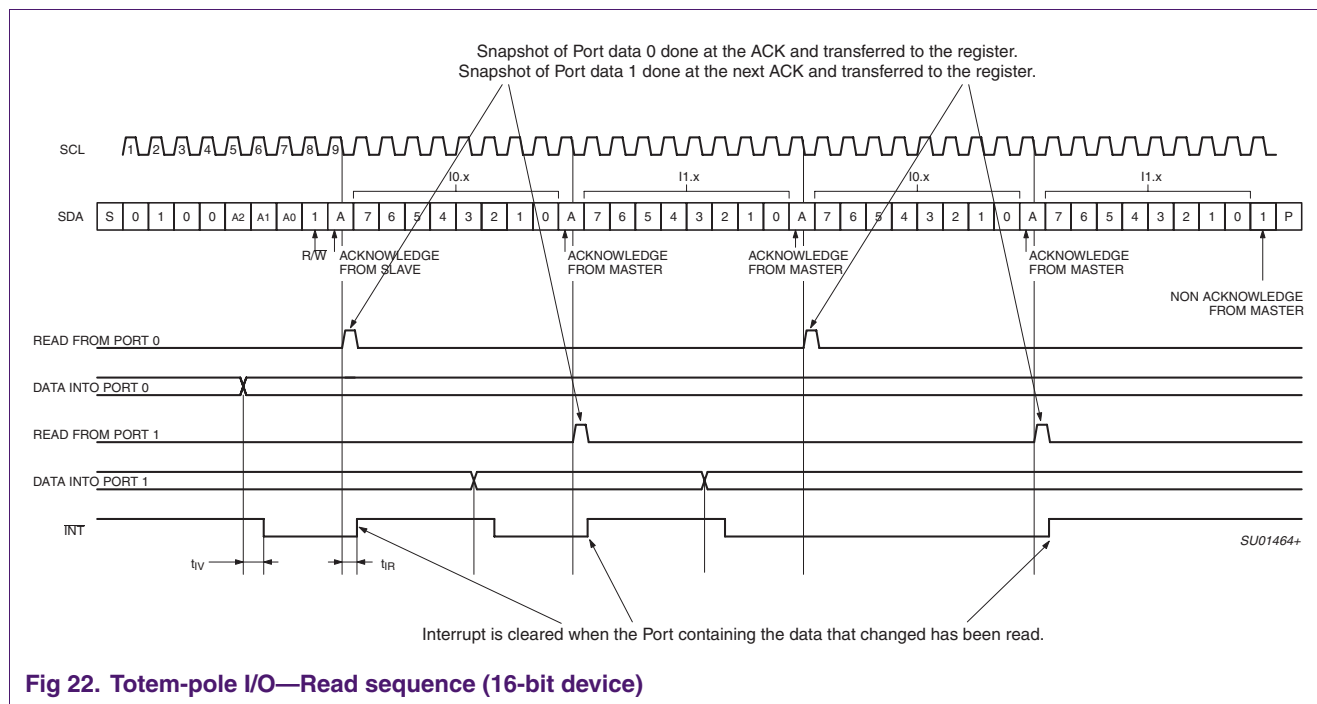 Snapshot of Port data 0 done at the ACK and transferred to the register.
Snapshot of Port data 1 done at the next ACK and transferred to the register.
SCL 1 2 3 4 5 6 7 8 9
I0.x I1.x I0.x I1.x
SDA S 0 1 0 0 A2 A1 A0 1 A 7 6 5 4 3 2 1 0 A 7 6 5 4 3 2 1 0 A 7 6 5 4 3 2 1 0 A 7 6 5 4 3 2 1 0 1 P
R/W̅ ACKNOWLEDGE FROM SLAVE
ACKNOWLEDGE FROM MASTER
ACKNOWLEDGE FROM MASTER
ACKNOWLEDGE FROM MASTER
NON ACKNOWLEDGE FROM MASTER
READ FROM PORT 0
DATA INTO PORT 0
READ FROM PORT 1
DATA INTO PORT 1
I̅N̅T̅
SU01464+
tIV tIR
Interrupt is cleared when the Port containing the data that changed has been read.
Fig 22. Totem-pole I/O—Read sequence (16-bit device)